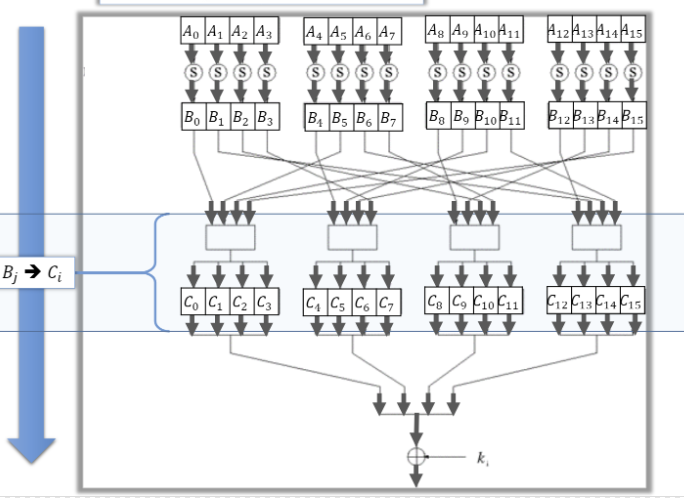 A₀ A₁ A₂ A₃ A₄ A₅ A₆ A₇ A₈ A₉ A₁₀ A₁₁ A₁₂ A₁₃ A₁₄ A₁₅
S S S S S S S S S S S S S S S S
B₀ B₁ B₂ B₃ B₄ B₅ B₆ B₇ B₈ B₉ B₁₀ B₁₁ B₁₂ B₁₃ B₁₄ B₁₅
Bⱼ ➔ Cᵢ
C₀ C₁ C₂ C₃ C₄ C₅ C₆ C₇ C₈ C₉ C₁₀ C₁₁ C₁₂ C₁₃ C₁₄ C₁₅
kᵢ